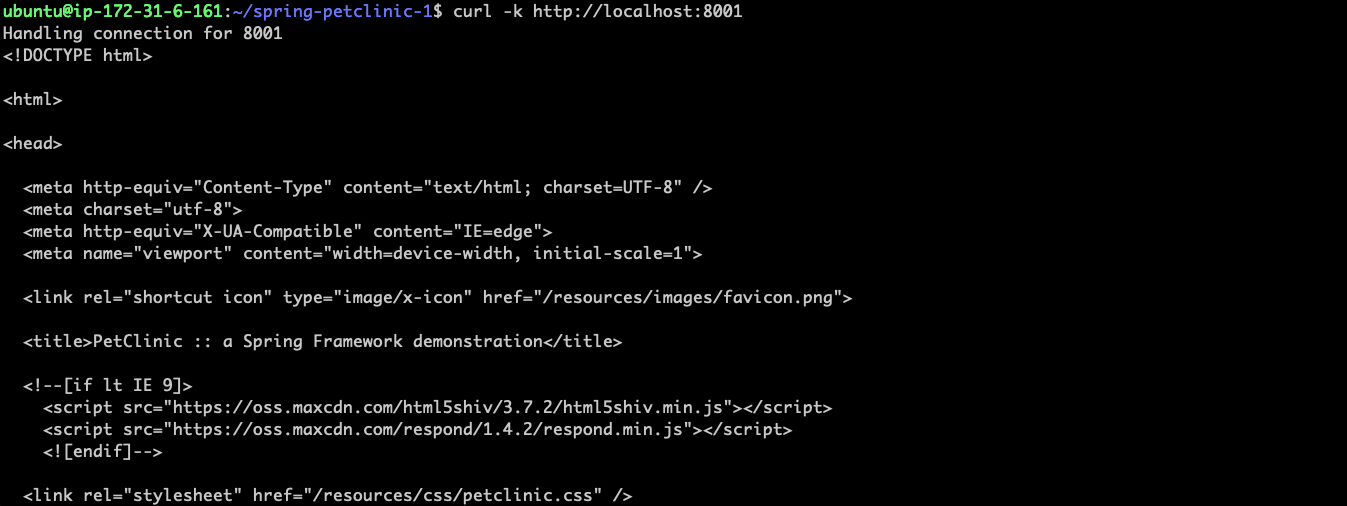 ubuntu@ip-172-31-6-161:~/spring-petclinic-1$ curl -k http://localhost:8001
Handling connection for 8001
<!DOCTYPE html>
<html>
<head>
<meta http-equiv="Content-Type" content="text/html; charset=UTF-8" />
<meta charset="utf-8">
<meta http-equiv="X-UA-Compatible" content="IE=edge">
<meta name="viewport" content="width=device-width, initial-scale=1">
<link rel="shortcut icon" type="image/x-icon" href="/resources/images/favicon.png">
<title>PetClinic :: a Spring Framework demonstration</title>
<!--[if lt IE 9]>
<script src="https://oss.maxcdn.com/html5shiv/3.7.2/html5shiv.min.js"></script>
<script src="https://oss.maxcdn.com/respond/1.4.2/respond.min.js"></script>
<![endif]-->
<link rel="stylesheet" href="/resources/css/petclinic.css" />